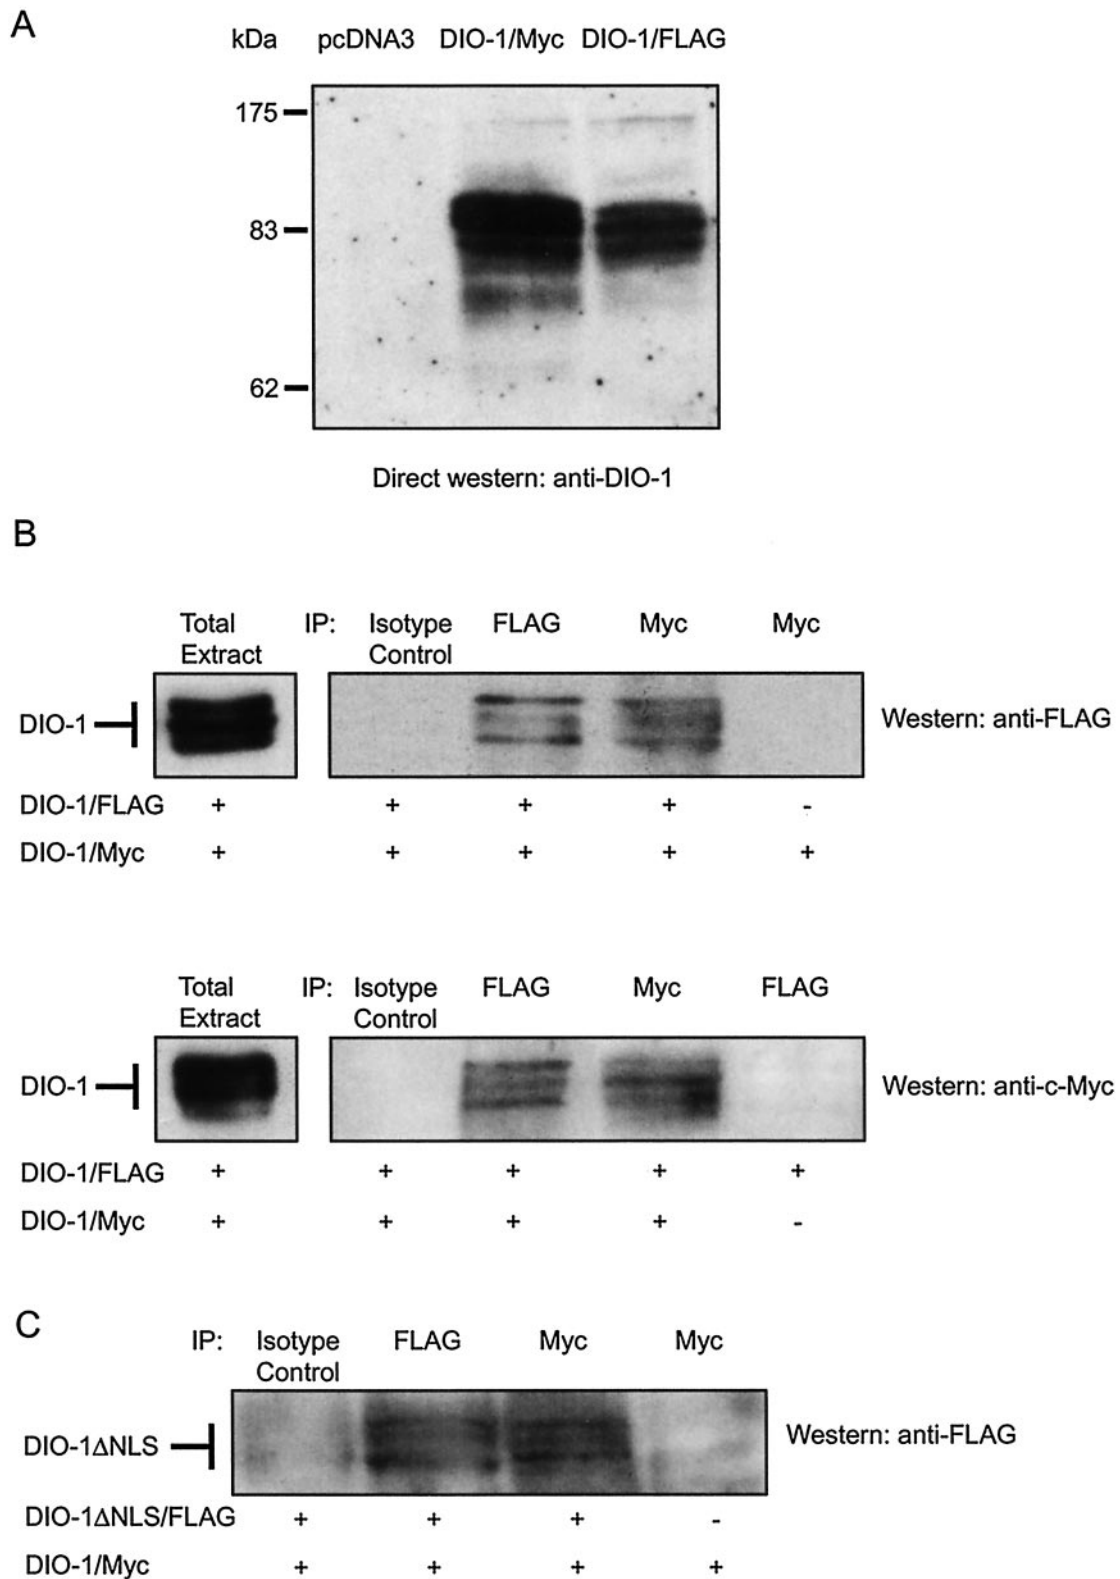 A
kDa pcDNA3 DIO-1/Myc DIO-1/FLAG
175
83
62
Direct western: anti-DIO-1
B
Total Extract IP: Isotype Control FLAG Myc Myc
DIO-1 Western: anti-FLAG
DIO-1/FLAG + + + + -
DIO-1/Myc + + + + +
Total Extract IP: Isotype Control FLAG Myc FLAG
DIO-1 Western: anti-c-Myc
DIO-1/FLAG + + + + +
DIO-1/Myc + + + + -
C
IP: Isotype Control FLAG Myc Myc
DIO-1ΔNLS Western: anti-FLAG
DIO-1ΔNLS/FLAG + + + -
DIO-1/Myc + + + +